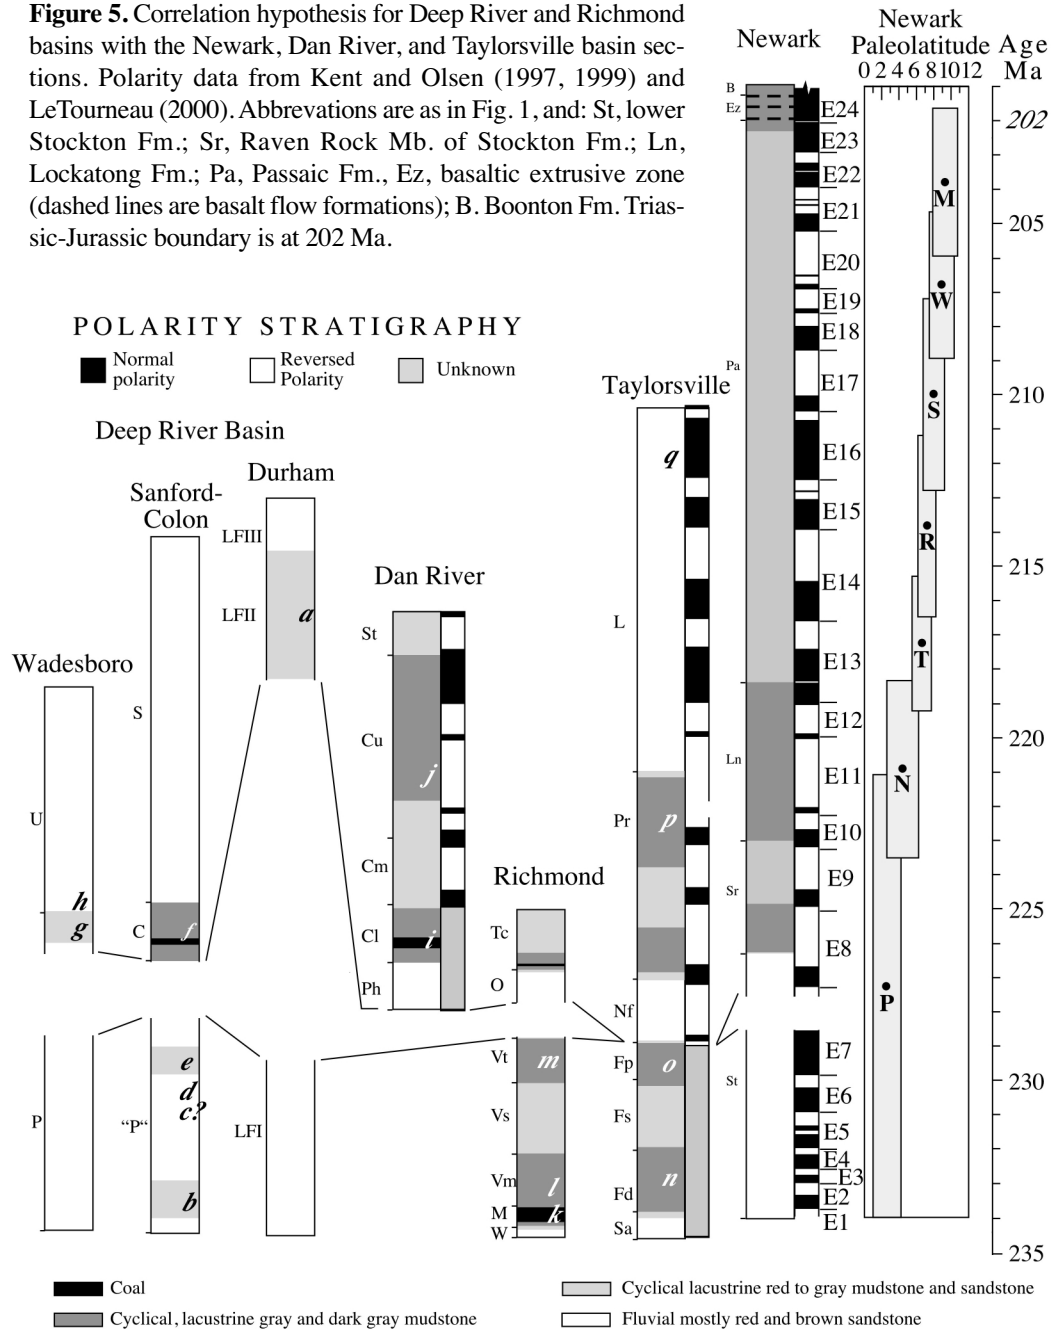 Figure 5. Correlation hypothesis for Deep River and Richmond
basins with the Newark, Dan River, and Taylorsville basin sec-
tions. Polarity data from Kent and Olsen (1997, 1999) and
LeTourneau (2000). Abbrevations are as in Fig. 1, and: St, lower
Stockton Fm.; Sr, Raven Rock Mb. of Stockton Fm.; Ln,
Lockatong Fm.; Pa, Passaic Fm., Ez, basaltic extrusive zone
(dashed lines are basalt flow formations); B. Boonton Fm. Trias-
sic-Jurassic boundary is at 202 Ma.
POLARITY STRATIGRAPHY
Normal
polarity
Reversed
Polarity
Unknown
Deep River Basin
Wadesboro
U
h
g
P
Sanford-
Colon
S
C
f
e
d
c?
"P"
b
Durham
LFIII
LFII
a
LFI
Dan River
St
Cu
j
Cm
Cl
i
Ph
Richmond
Tc
O
Vt
m
Vs
Vm
l
M
k
W
Taylorsville
q
L
Pr
p
Nf
Fp
o
Fs
n
Fd
Sa
Newark
B
Ez
Pa
Ln
Sr
St
E24
E23
E22
E21
E20
E19
E18
E17
E16
E15
E14
E13
E12
E11
E10
E9
E8
E7
E6
E5
E4
E3
E2
E1
Newark
Paleolatitude
0 2 4 6 8 10 12
M
W
S
R
T
N
P
Age
Ma
202
205
210
215
220
225
230
235
Coal
Cyclical, lacustrine gray and dark gray mudstone
Cyclical lacustrine red to gray mudstone and sandstone
Fluvial mostly red and brown sandstone